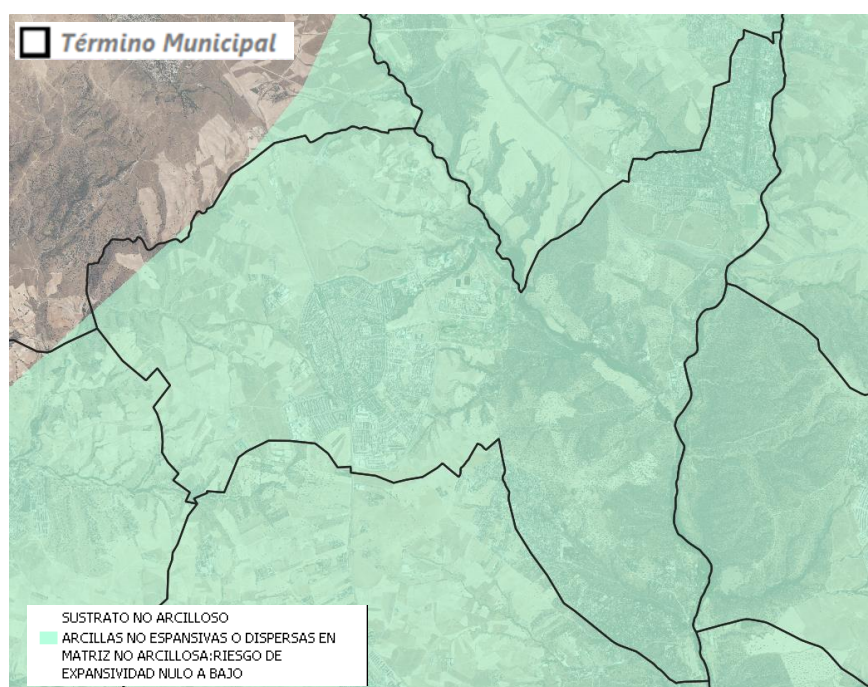 Término Municipal
SUSTRATO NO ARCILLOSO
ARCILLAS NO ESPANSIVAS O DISPERSAS EN
MATRIZ NO ARCILLOSA:RIESGO DE
EXPANSIVIDAD NULO A BAJO